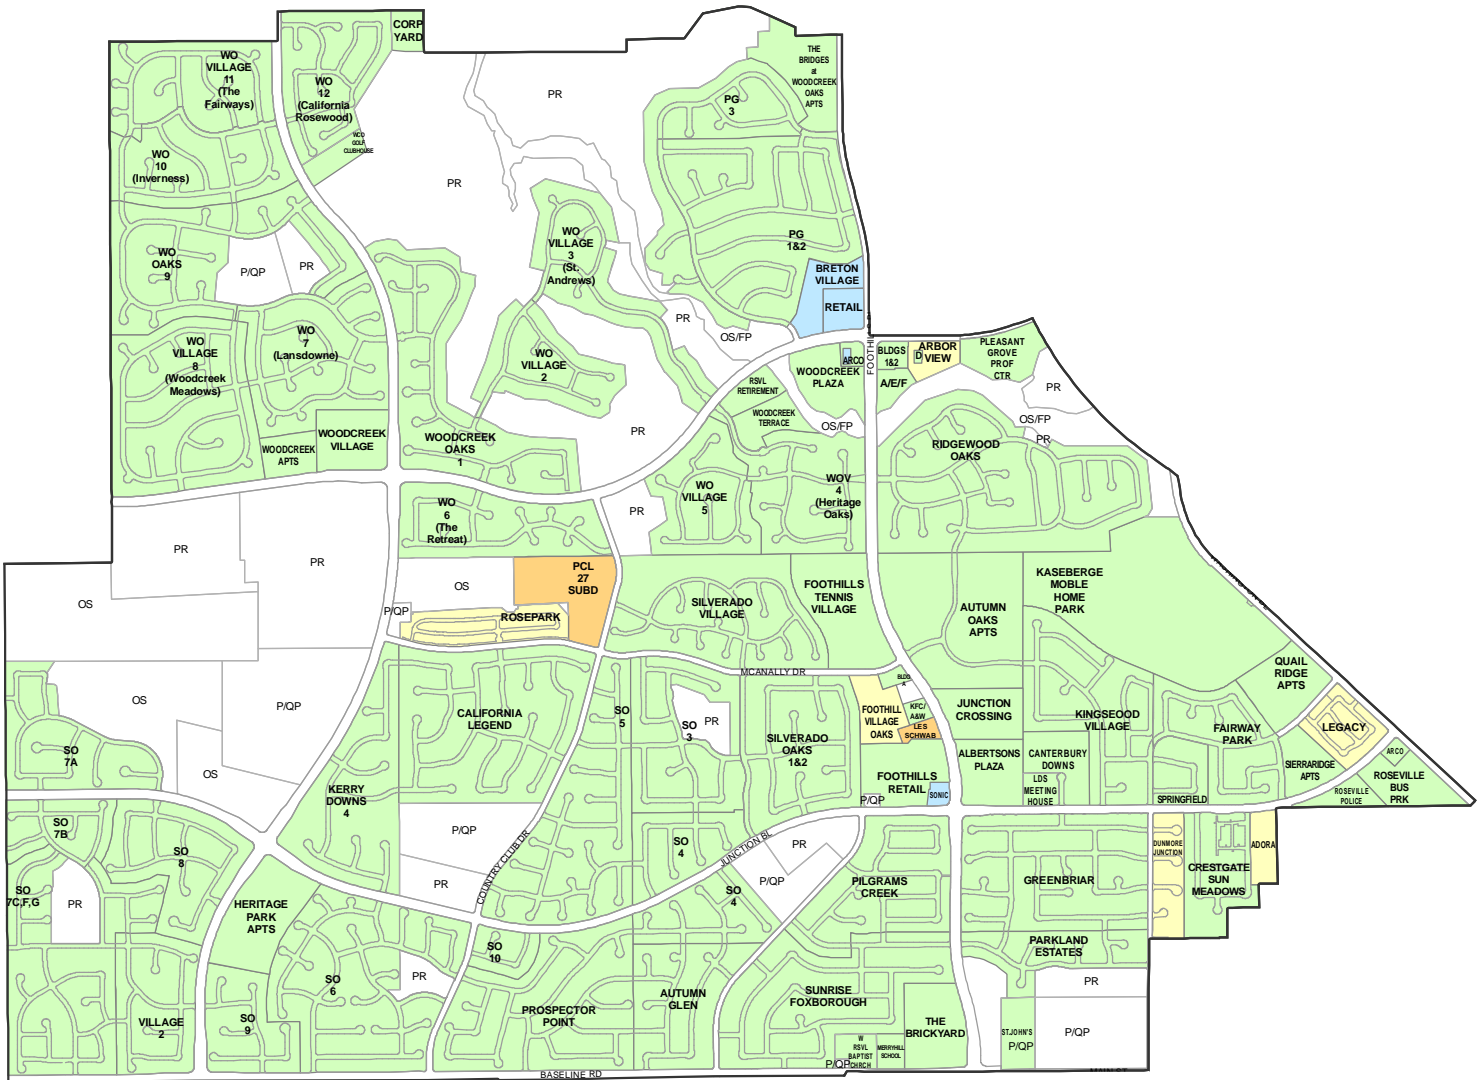 CORP
YARD
WO
VILLAGE
11
(The
Fairways)
WO
12
(California
Rosewood)
WCO
GOLF
CLUBHOUSE
PR
THE
BRIDGES
at
WOODCREEK
OAKS
APTS
PG
3
WO
10
(Inverness)
PR
WO
OAKS
9
P/QP
PR
WO
VILLAGE
3
(St.
Andrews)
PG
1&2
BRETON
VILLAGE
RETAIL
PR
OS/FP
WO
7
(Lansdowne)
WO
VILLAGE
8
(Woodcreek
Meadows)
WO
VILLAGE
2
RSVL
RETIREMENT
WOODCREEK
PLAZA
ARCO
BLDGS
1&2
D
ARBOR
VIEW
A/E/F
PLEASANT
GROVE
PROF
CTR
PR
WOODCREEK
TERRACE
OS/FP
OS/FP
PR
RIDGEWOOD
OAKS
WOODCREEK
APTS
WOODCREEK
VILLAGE
WOODCREEK
OAKS
1
PR
WO
6
(The
Retreat)
PR
WO
VILLAGE
5
WOV
4
(Heritage
Oaks)
PR
PR
OS
OS
PCL
27
SUBD
P/QP
ROSEPARK
SILVERADO
VILLAGE
FOOTHILLS
TENNIS
VILLAGE
AUTUMN
OAKS
APTS
KASEBERGE
MOBLE
HOME
PARK
MCANALLY DR
BLDG
A
QUAIL
RIDGE
APTS
OS
P/QP
OS
SO
7A
CALIFORNIA
LEGEND
SO
5
SO
3
PR
SILVERADO
OAKS
1&2
FOOTHILL
VILLAGE
OAKS
KFC/
A&W
LES
SCHWAB
JUNCTION
CROSSING
KINGSEOOD
VILLAGE
FAIRWAY
PARK
LEGACY
ALBERTSONS
PLAZA
CANTERBURY
DOWNS
LDS
MEETING
HOUSE
SPRINGFIELD
SIERRARIDGE
APTS
ARCO
ROSEVILLE
POLICE
ROSEVILLE
BUS
PRK
FOOTHILLS
RETAIL
P/QP
SONIC
KERRY
DOWNS
4
P/QP
PR
COUNTRY CLUB DR
JUNCTION BL
SO
4
SO
4
PR
P/QP
SO
7B
SO
8
SO
7C,F,G
PR
HERITAGE
PARK
APTS
PILGRAMS
CREEK
GREENBRIAR
DUNMORE
JUNCTION
CRESTGATE
SUN
MEADOWS
ADORA
SO
10
PARKLAND
ESTATES
PR
SO
6
PR
SO
9
VILLAGE
2
PROSPECTOR
POINT
AUTUMN
GLEN
SUNRISE
FOXBOROUGH
THE
BRICKYARD
ST.JOHN'S
P/QP
P/QP
W
RSVL
BAPTIST
CHRCH
P/QP
MERRYHILL
SCHOOL
BASELINE RD